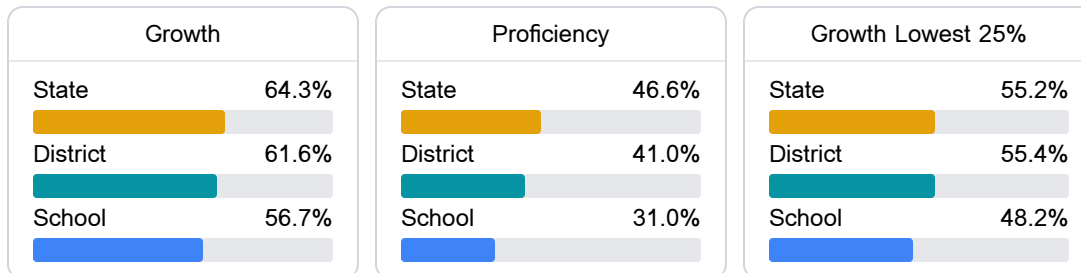 Growth
State 64.3%
District 61.6%
School 56.7%
Proficiency
State 46.6%
District 41.0%
School 31.0%
Growth Lowest 25%
State 55.2%
District 55.4%
School 48.2%